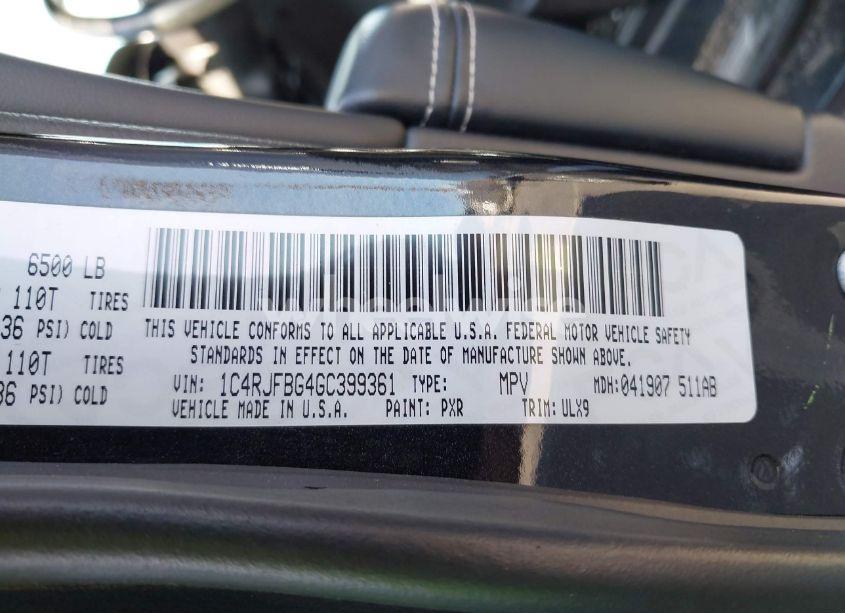 6500 LB
110T TIRES
36 PSI) COLD
110T TIRES
36 PSI) COLD
THIS VEHICLE CONFORMS TO ALL APPLICABLE U.S.A. FEDERAL MOTOR VEHICLE SAFETY
STANDARDS IN EFFECT ON THE DATE OF MANUFACTURE SHOWN ABOVE.
VIN: 1C4RJFBG4GC399361 TYPE: MPV MDH:041907 511AB
VEHICLE MADE IN U.S.A. PAINT: PXR TRIM: ULX9